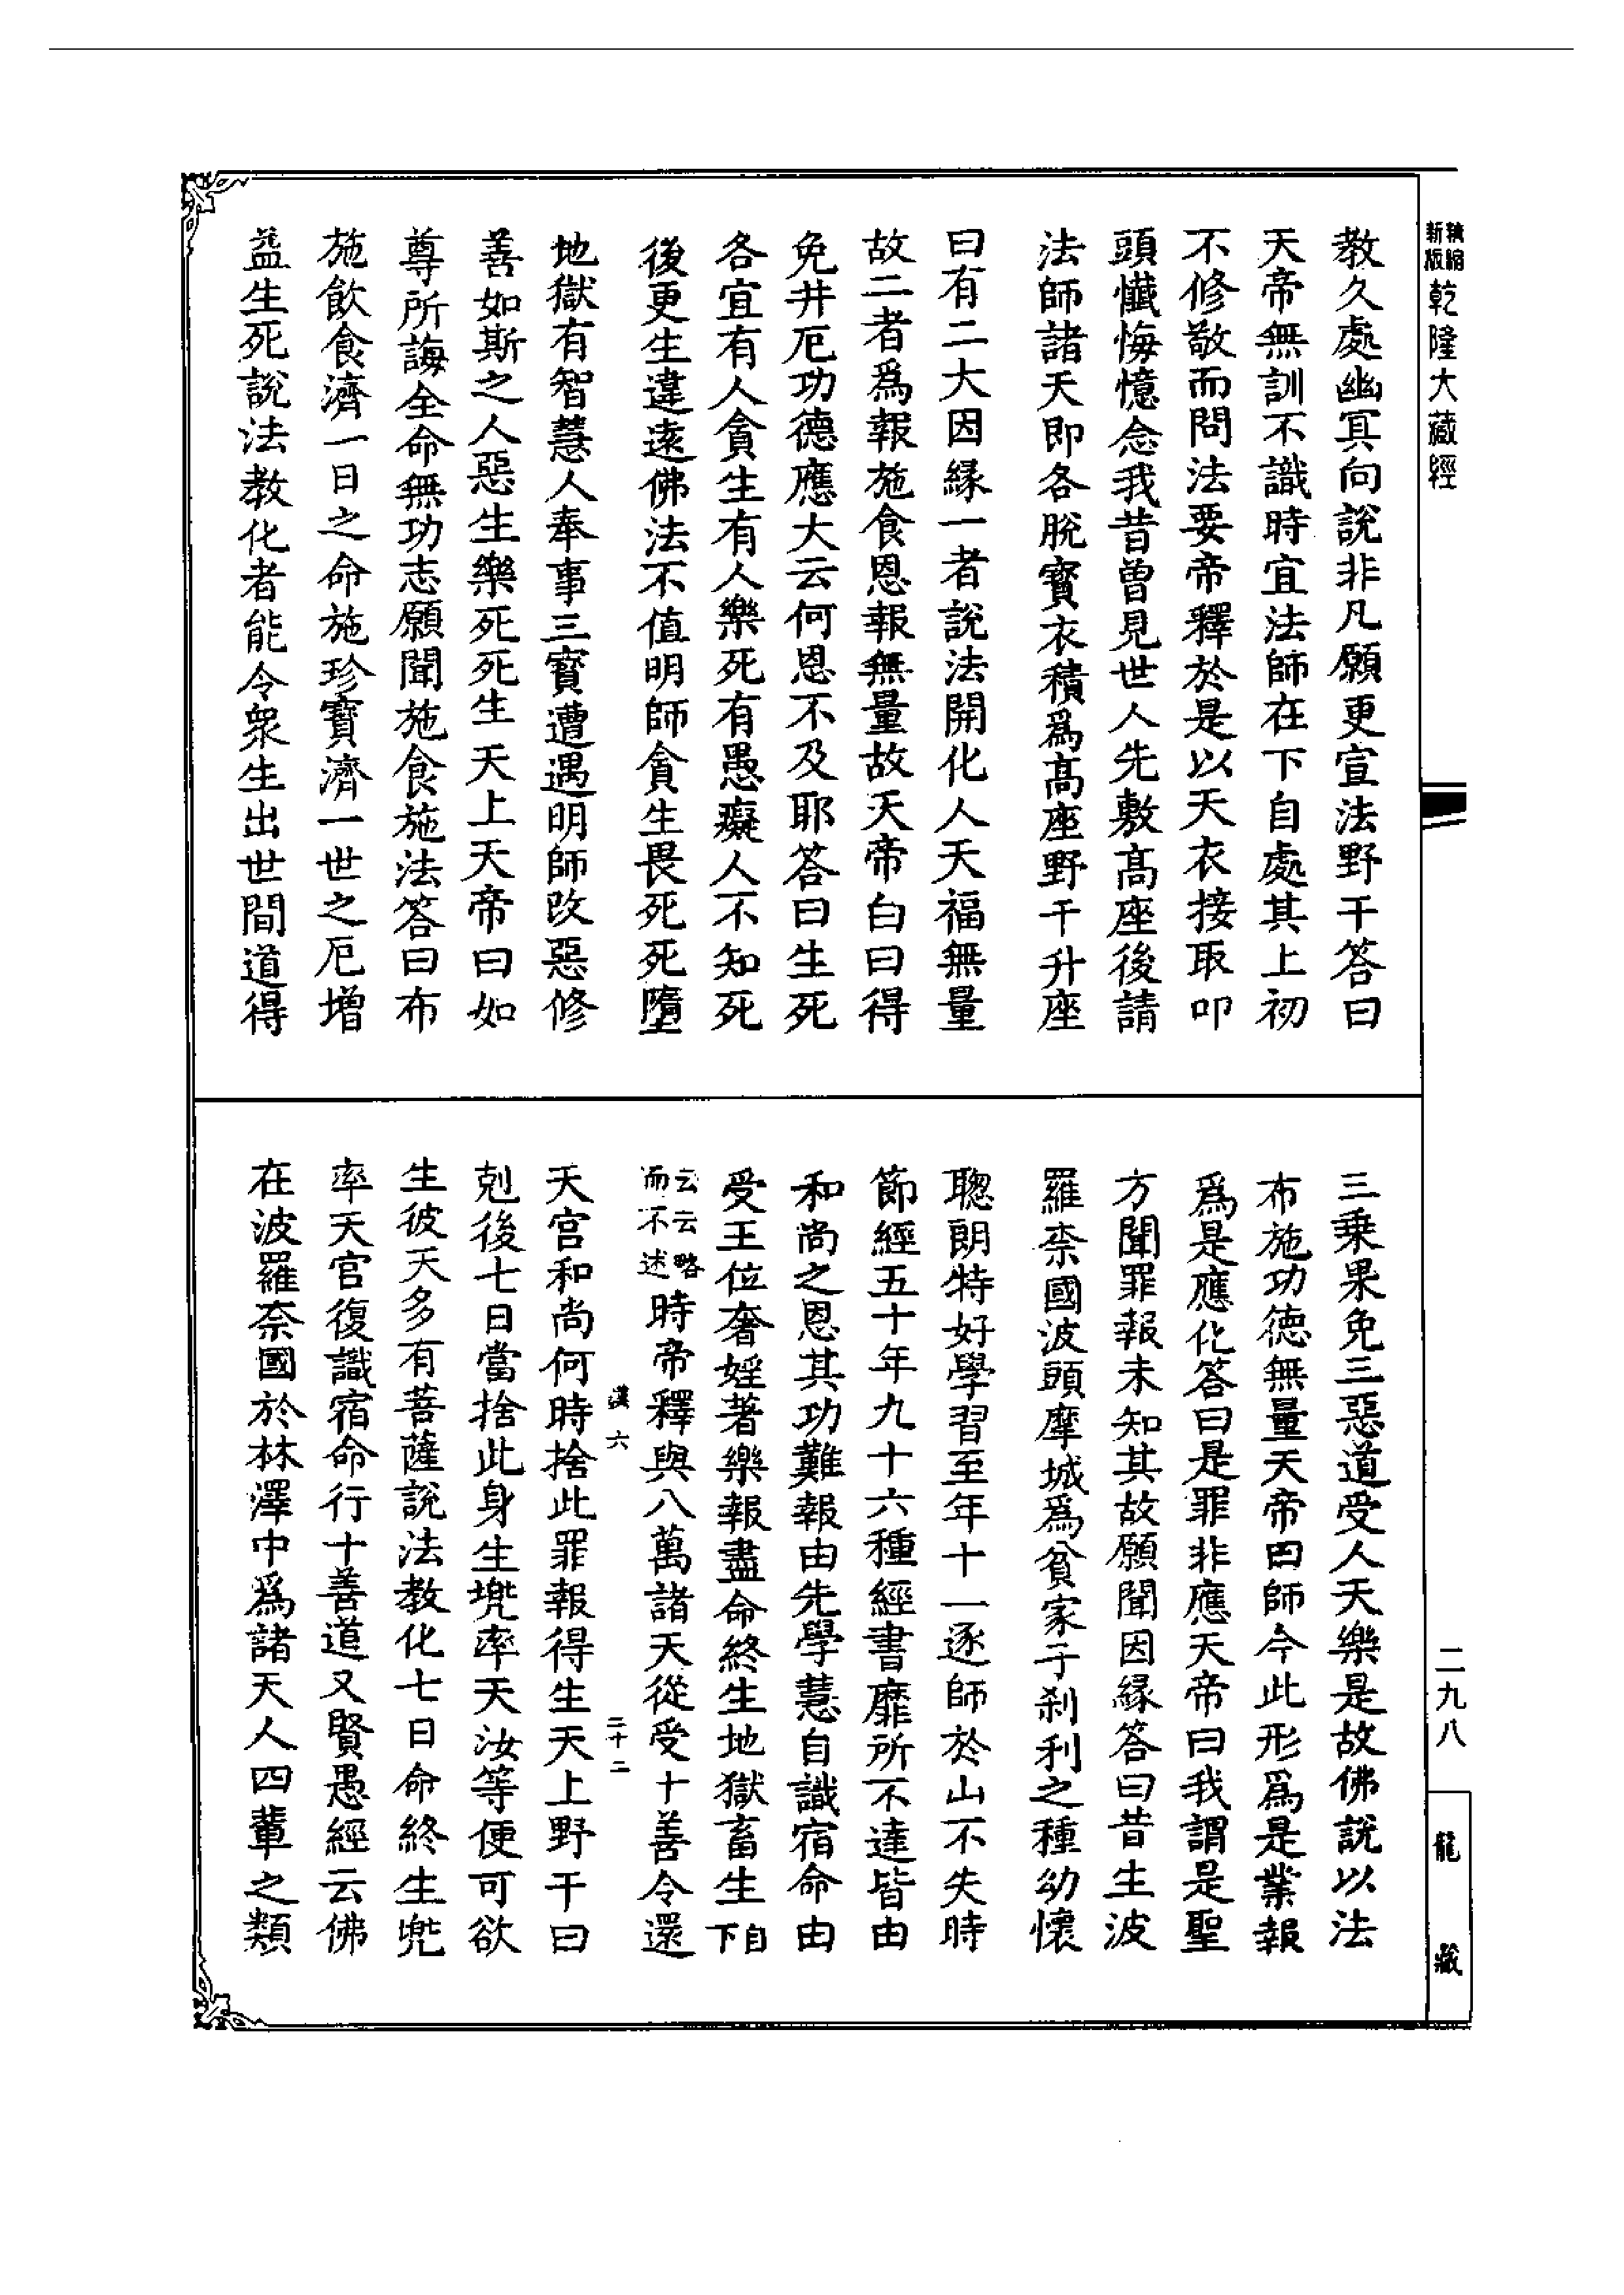 精縮
新版
乾隆大藏經
教久處幽冥向說非凡願更宣法野干答曰
天帝無訓不識時宜法師在下自處其上初
不修敬而問法要帝釋於是以天衣接取叩
頭懺悔憶念我昔曾見世人先敷高座後請
法師諸天即各脫寶衣積爲高座野干升座
曰有二大因緣一者說法開化人天福無量
故二者爲報施食恩報無量故天帝白曰得
免井厄功德應大云何恩不及耶答曰生死
各宜有人貪生有人樂死有愚癡人不知死
後更生違遠佛法不值明師貪生畏死死墮
地獄有智慧人奉事三寶遭遇明師改惡修
善如斯之人惡生樂死死生天上天帝曰如
尊所誨全命無功志願聞施食施法答曰布
施飲食濟一日之命施珍寶濟一世之厄增
益生死說法教化者能令衆生出世間道得
三乗果免三惡道受人天樂是故佛說以法
布施功德無量天帝曰師今此形爲是業報
爲是應化答曰是罪非應天帝曰我謂是聖
方聞罪報未知其故願聞因緣答曰昔生波
羅柰國波頭摩城爲貧家子刹利之種幼懷
聰朗特好學習至年十一逐師於山不失時
節經五十年九十六種經書靡所不達皆由
和尚之恩其功難報由先學慧自識宿命由
受王位奢婬著樂報盡命終生地獄畜生自下
云云略
而不述
時帝釋與八萬諸天從受十善令還
漢六
二十二
天宮和尚何時捨此罪報得生天上野干曰
剋後七日當捨此身生兠率天汝等便可欲
生彼天多有菩薩說法教化七日命終生兠
率天官復識宿命行十善道又賢愚經云佛
在波羅奈國於林澤中爲諸天人四輩之類
二九八
龍藏